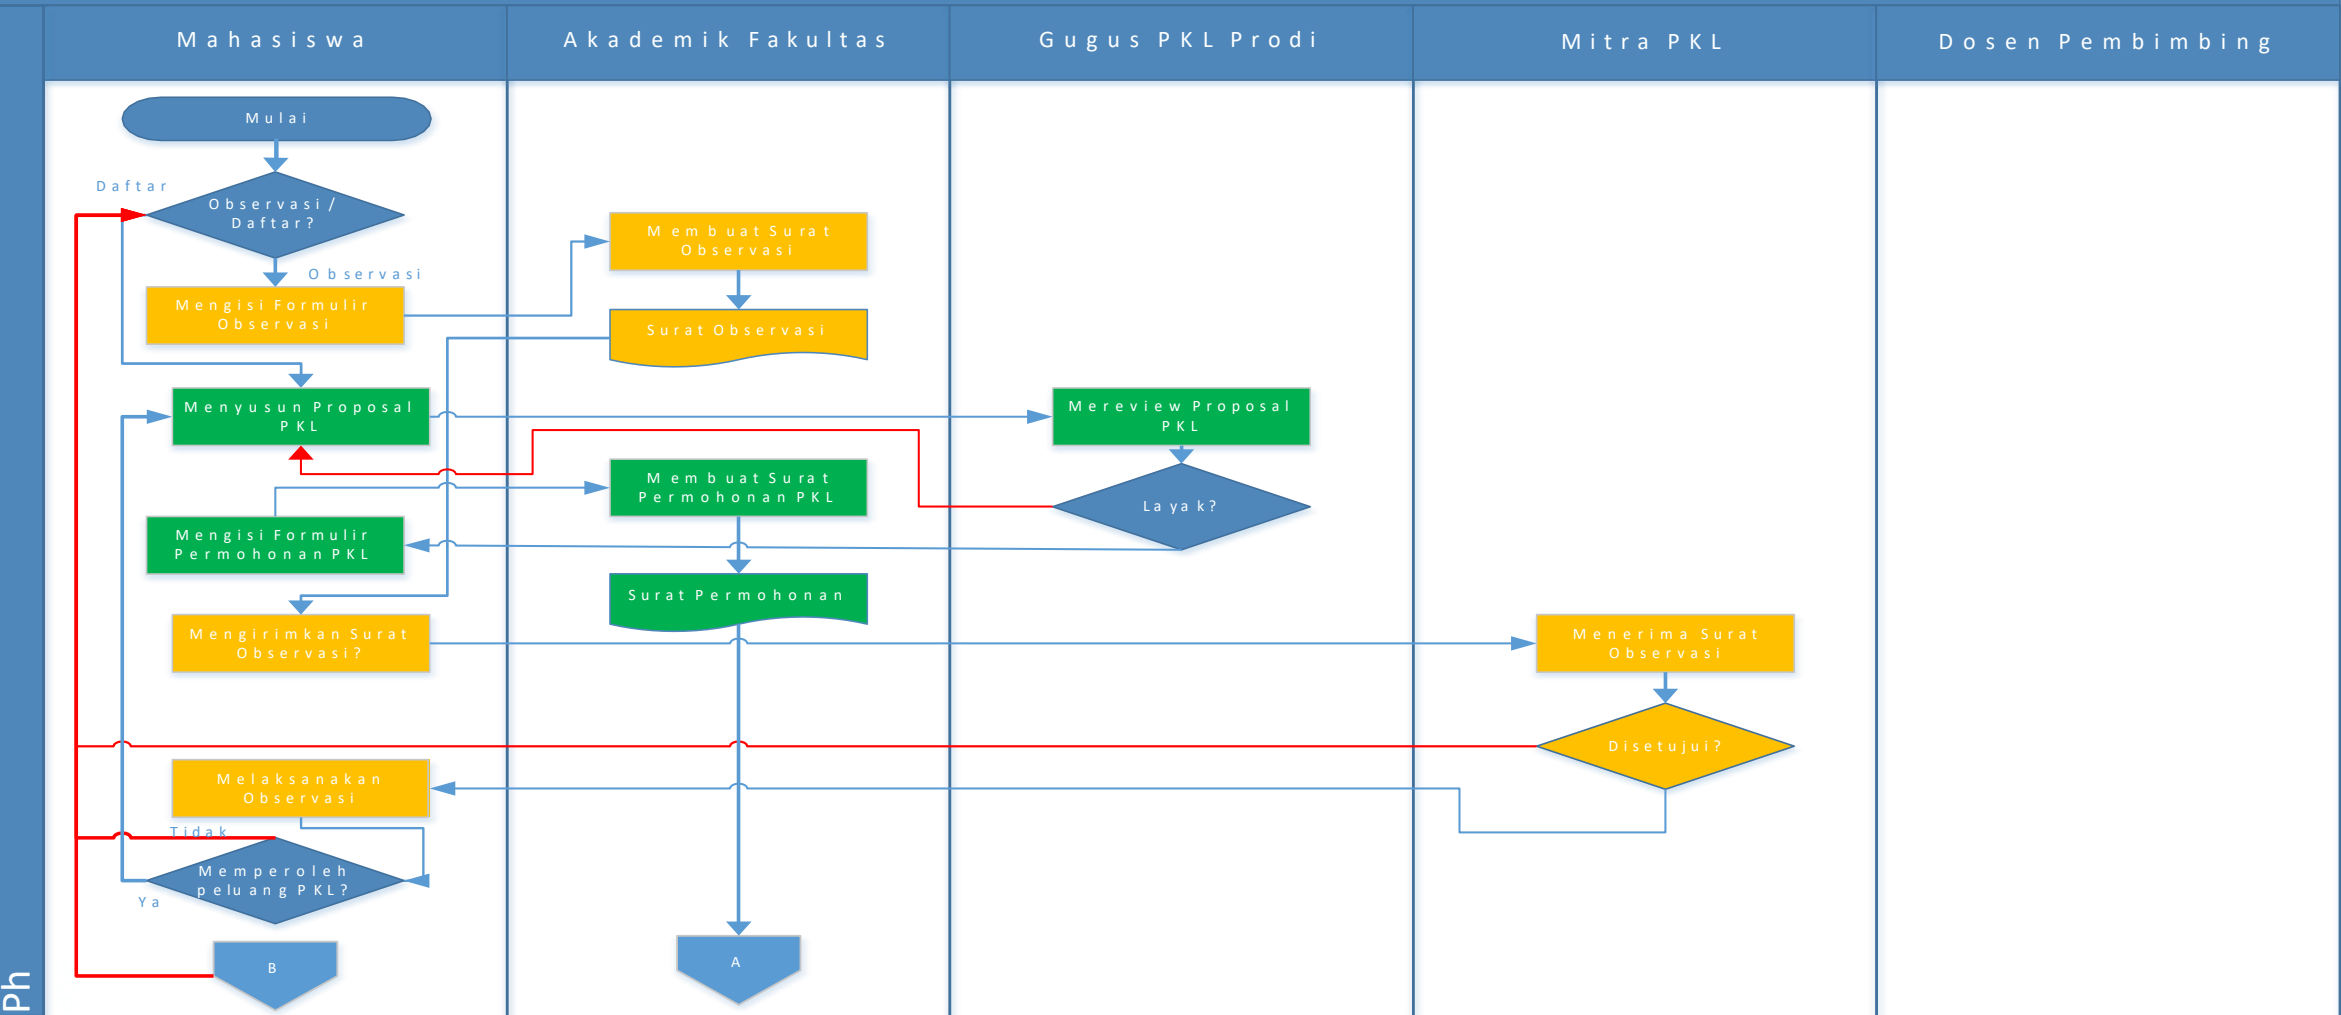 Mahasiswa
Akademik Fakultas
Gugus PKL Prodi
Mitra PKL
Dosen Pembimbing
Mulai
Daftar
Observasi/
Daftar?
Observasi
Mengisi Formulir
Observasi
Membuat Surat
Observasi
Surat Observasi
Menyusun Proposal
PKL
Mereview Proposal
PKL
Membuat Surat
Permohonan PKL
Layak?
Mengisi Formulir
Permohonan PKL
Surat Permohonan
Mengirimkan Surat
Observasi?
Menerima Surat
Observasi
Disetujui?
Melaksanakan
Observasi
Tidak
Memperoleh
peluang PKL?
Ya
B
A
Ph